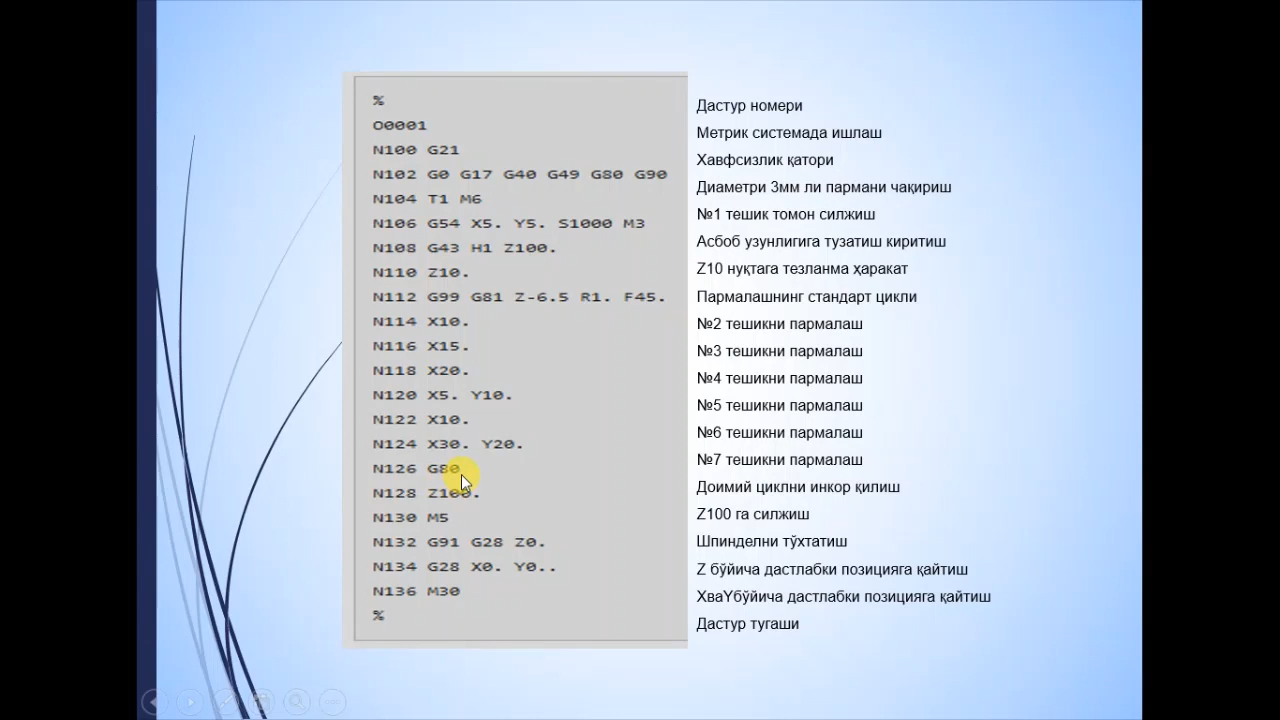 %
O0001
N100 G21
N102 G0 G17 G40 G49 G80 G90
N104 T1 M6
N106 G54 X5. Y5. S1000 M3
N108 G43 H1 Z100.
N110 Z10.
N112 G99 G81 Z-6.5 R1. F45.
N114 X10.
N116 X15.
N118 X20.
N120 X5. Y10.
N122 X10.
N124 X30. Y20.
N126 G80
N128 Z100.
N130 M5
N132 G91 G28 Z0.
N134 G28 X0. Y0..
N136 M30
%
Дастур номери
Метрик системада ишлаш
Хавфсизлик қатори
Диаметри 3мм ли пармани чақириш
№1 тешик томон силжиш
Асбоб узунлигига тузатиш киритиш
Z10 нуқтага тезланма ҳаракат
Пармалашнинг стандарт цикли
№2 тешикни пармалаш
№3 тешикни пармалаш
№4 тешикни пармалаш
№5 тешикни пармалаш
№6 тешикни пармалаш
№7 тешикни пармалаш
Доимий циклни инкор қилиш
Z100 га силжиш
Шпинделни тўхтатиш
Z бўйича дастлабки позицияга қайтиш
XваYбўйича дастлабки позицияга қайтиш
Дастур тугаши